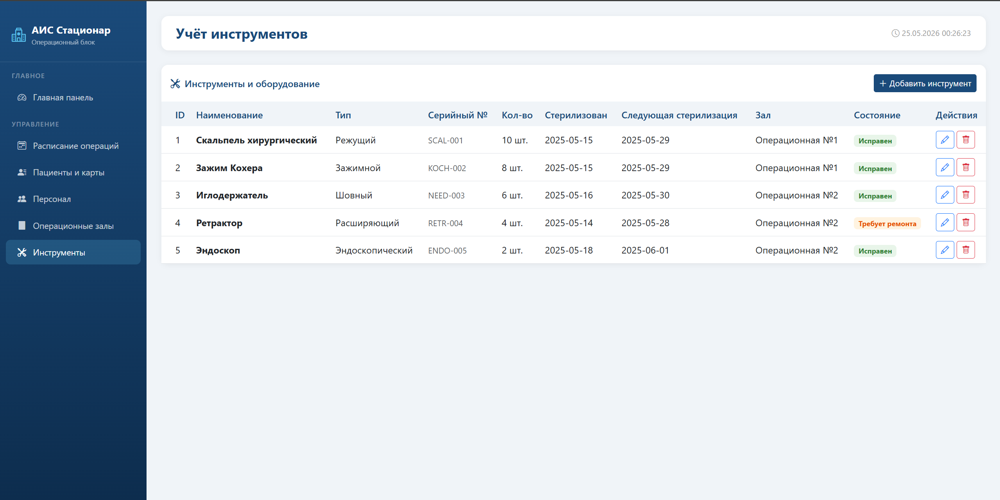 АИС Стационар
Операционный блок
ГЛАВНОЕ
Главная панель
УПРАВЛЕНИЕ
Расписание операций
Пациенты и карты
Персонал
Операционные залы
Инструменты
Учёт инструментов
25.05.2026 00:26:23
Инструменты и оборудование
+ Добавить инструмент
ID Наименование Тип Серийный № Кол-во Стерилизован Следующая стерилизация Зал Состояние Действия
1 Скальпель хирургический Режущий SCAL-001 10 шт. 2025-05-15 2025-05-29 Операционная №1 Исправен
2 Зажим Кохера Зажимной KOCH-002 8 шт. 2025-05-15 2025-05-29 Операционная №1 Исправен
3 Иглодержатель Шовный NEED-003 6 шт. 2025-05-16 2025-05-30 Операционная №2 Исправен
4 Ретрактор Расширяющий RETR-004 4 шт. 2025-05-14 2025-05-28 Операционная №2 Требует ремонта
5 Эндоскоп Эндоскопический ENDO-005 2 шт. 2025-05-18 2025-06-01 Операционная №2 Исправен